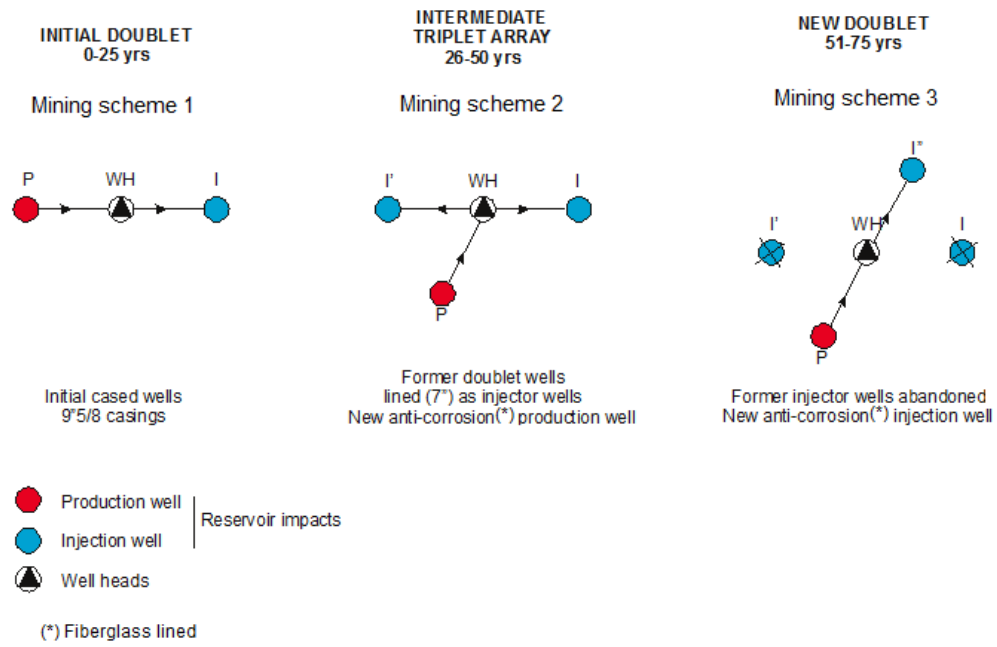 INITIAL DOUBLET
0-25 yrs
Mining scheme 1
P
WH
I
Initial cased wells
9"5/8 casings
INTERMEDIATE
TRIPLET ARRAY
26-50 yrs
Mining scheme 2
I'
WH
I
P
Former doublet wells
lined (7") as injector wells
New anti-corrosion(*) production well
NEW DOUBLET
51-75 yrs
Mining scheme 3
I"
I'
WH
I
P
Former injector wells abandoned
New anti-corrosion(*) injection well
Production well
Injection well
Reservoir impacts
Well heads
(*) Fiberglass lined